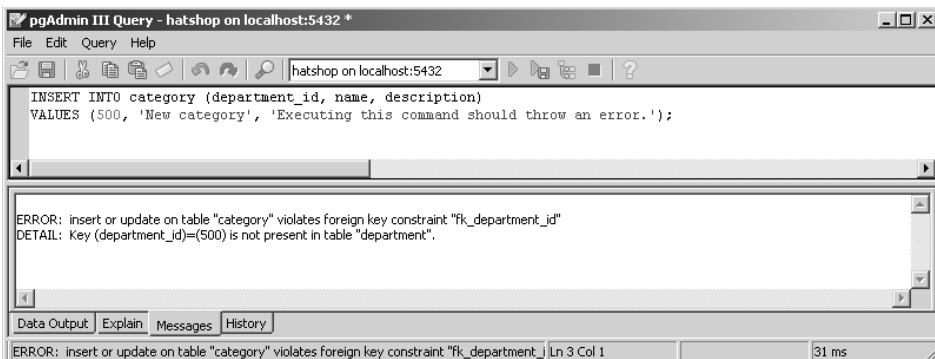 pgAdmin III Query - hatshop on localhost:5432 *
File Edit Query Help
hatshop on localhost:5432
INSERT INTO category (department_id, name, description)
VALUES (500, 'New category', 'Executing this command should throw an error.');
ERROR: insert or update on table "category" violates foreign key constraint "fk_department_id"
DETAIL: Key (department_id)=(500) is not present in table "department".
Data Output Explain Messages History
ERROR: insert or update on table "category" violates foreign key constraint "fk_department_i Ln 3 Col 1 31 ms